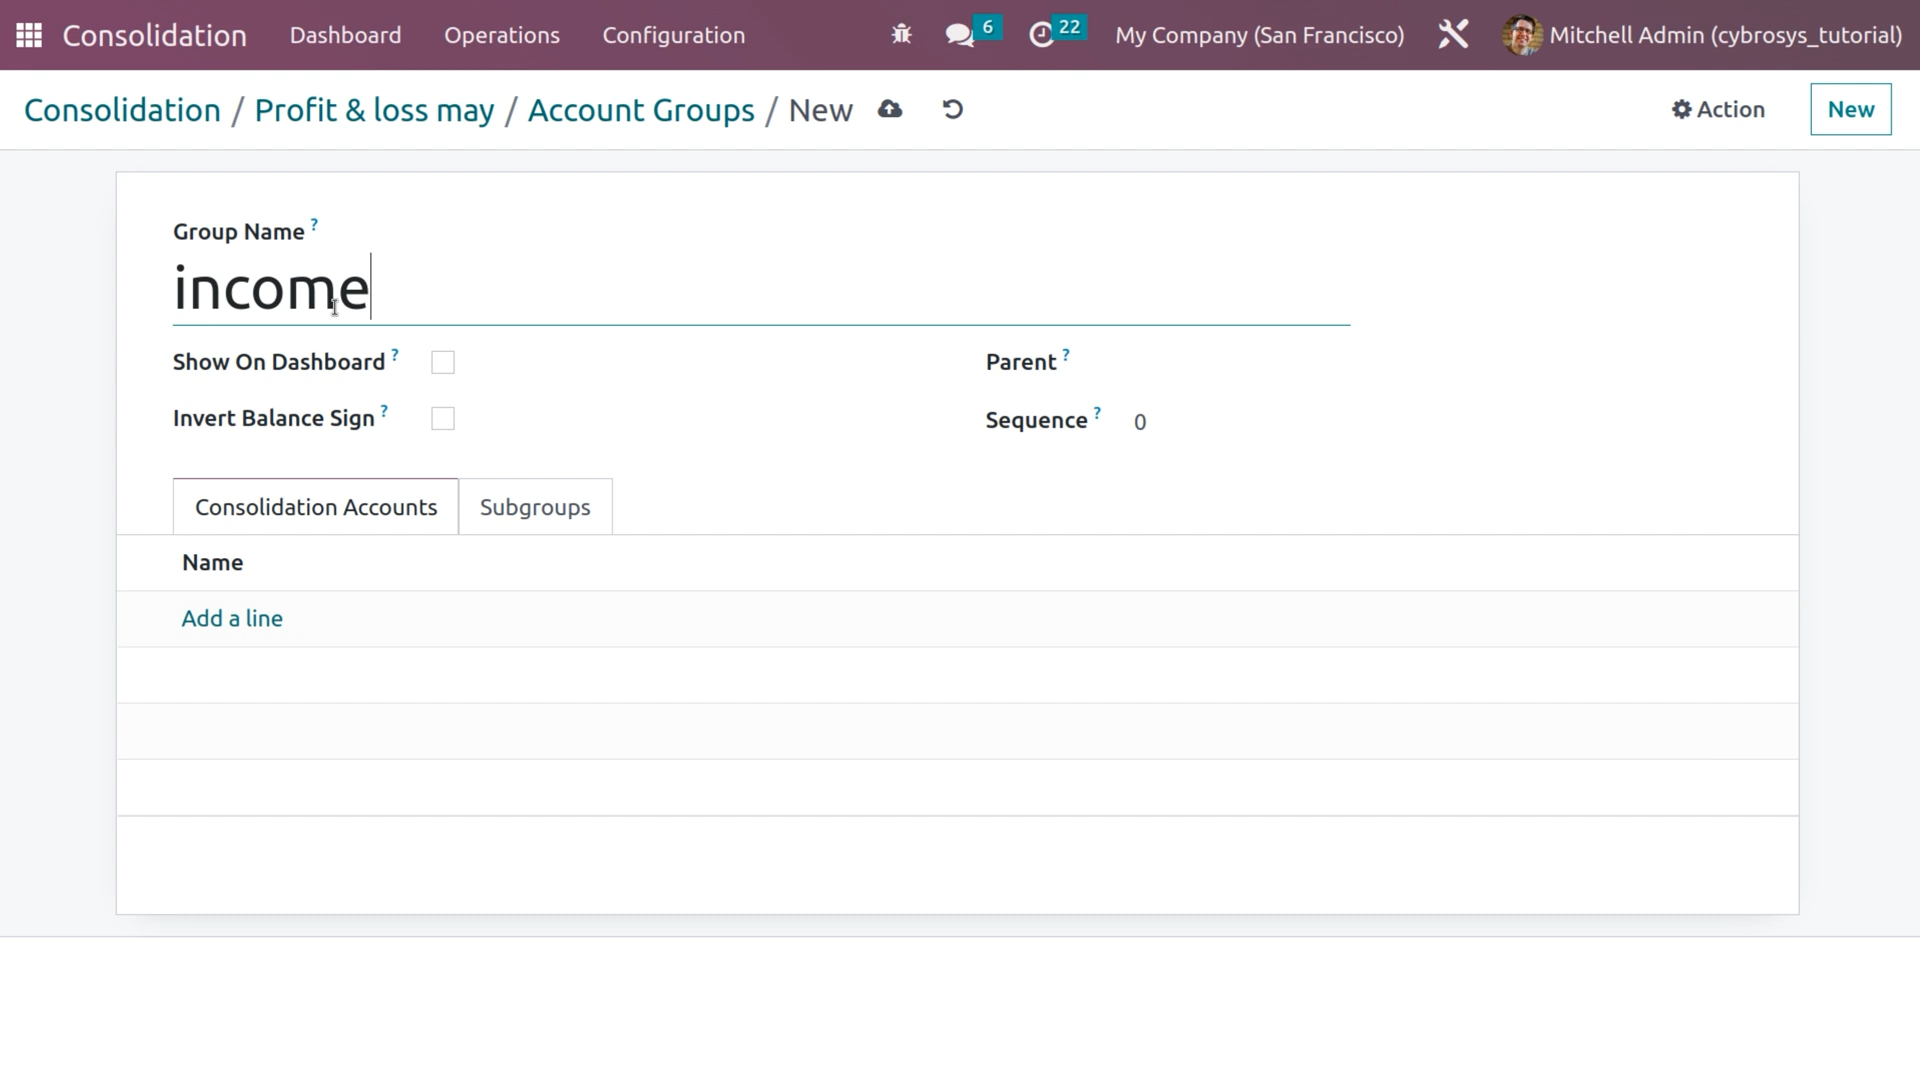 Consolidation Dashboard Operations Configuration 6 22 My Company (San Francisco) Mitchell Admin (cybrosys_tutorial)
Consolidation / Profit & loss may / Account Groups / New Action New
Group Name ?
income
Show On Dashboard ? Parent ?
Invert Balance Sign ? Sequence ? 0
Consolidation Accounts Subgroups
Name
Add a line